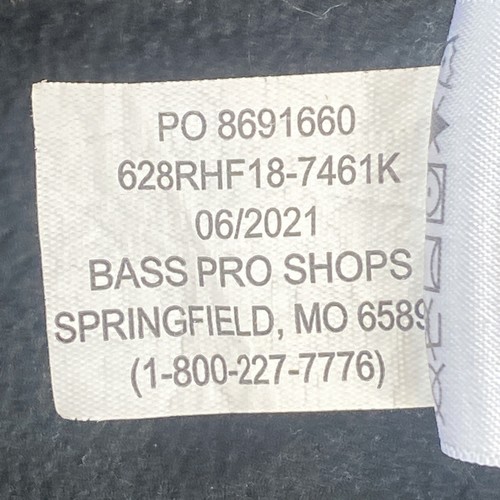 PO 8691660
628RHF18-7461K
06/2021
BASS PRO SHOPS
SPRINGFIELD, MO 6589
(1-800-227-7776)